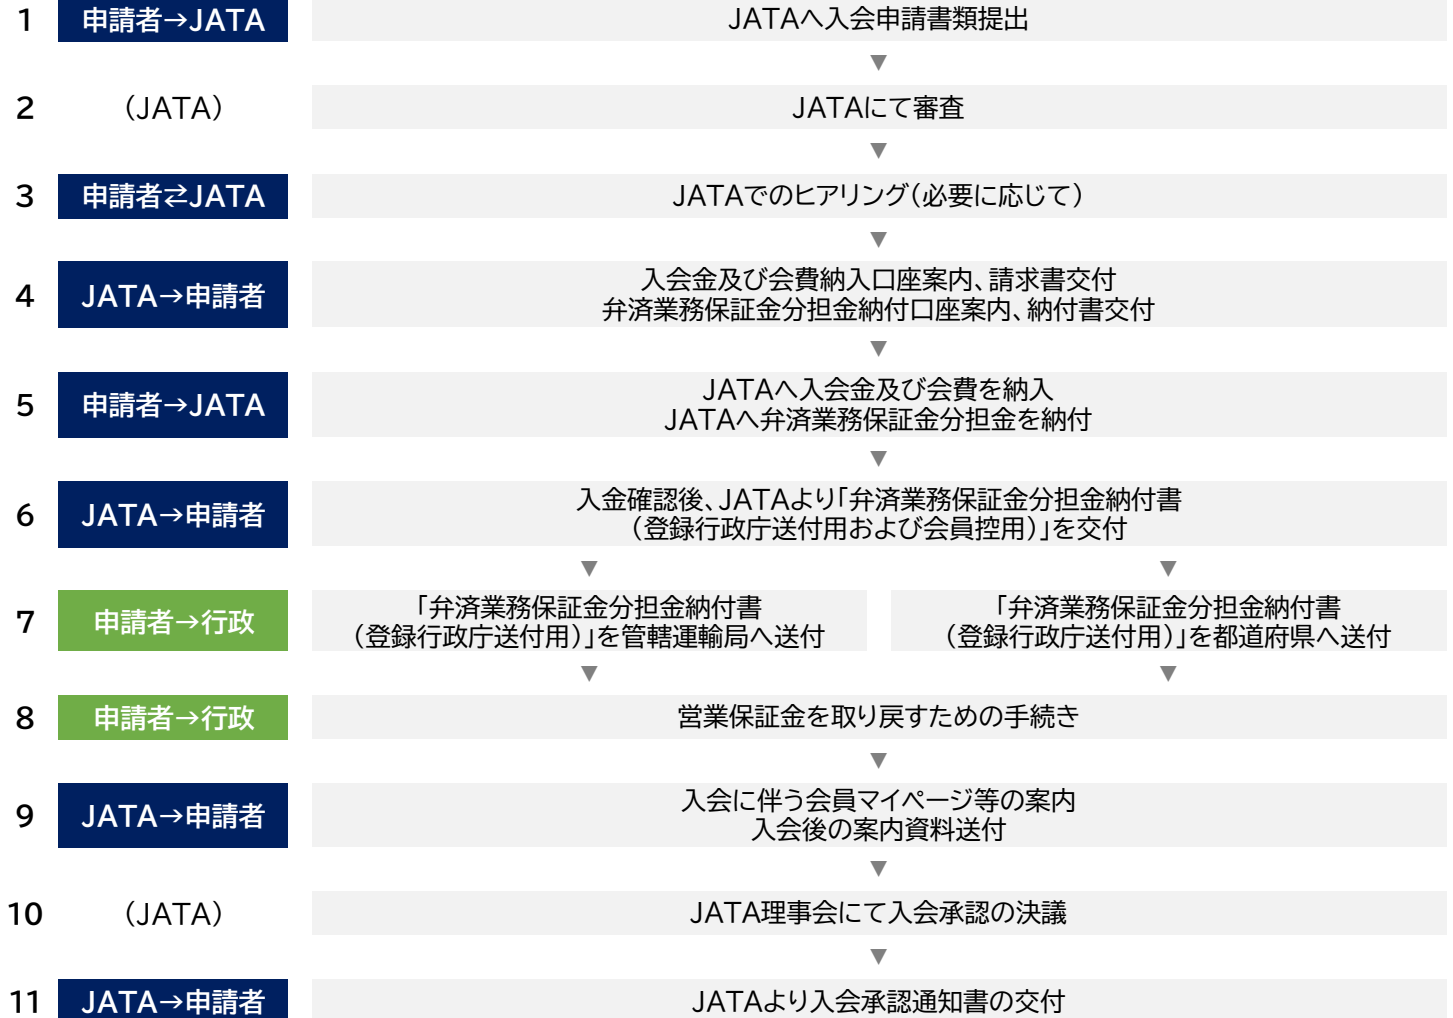 1 申請者→JATA JATAへ入会申請書類提出
▼
2 （JATA） JATAにて審査
▼
3 申請者⇄JATA JATAでのヒアリング（必要に応じて）
▼
4 JATA→申請者 入会金及び会費納入口座案内、請求書交付
弁済業務保証金分担金納付口座案内、納付書交付
▼
5 申請者→JATA JATAへ入会金及び会費を納入
JATAへ弁済業務保証金分担金を納付
▼
6 JATA→申請者 入金確認後、JATAより「弁済業務保証金分担金納付書
（登録行政庁送付用および会員控用）」を交付
▼ ▼
7 申請者→行政 「弁済業務保証金分担金納付書
（登録行政庁送付用）」を管轄運輸局へ送付
「弁済業務保証金分担金納付書
（登録行政庁送付用）」を都道府県へ送付
▼ ▼
8 申請者→行政 営業保証金を取り戻すための手続き
▼
9 JATA→申請者 入会に伴う会員マイページ等の案内
入会後の案内資料送付
▼
10 （JATA） JATA理事会にて入会承認の決議
▼
11 JATA→申請者 JATAより入会承認通知書の交付